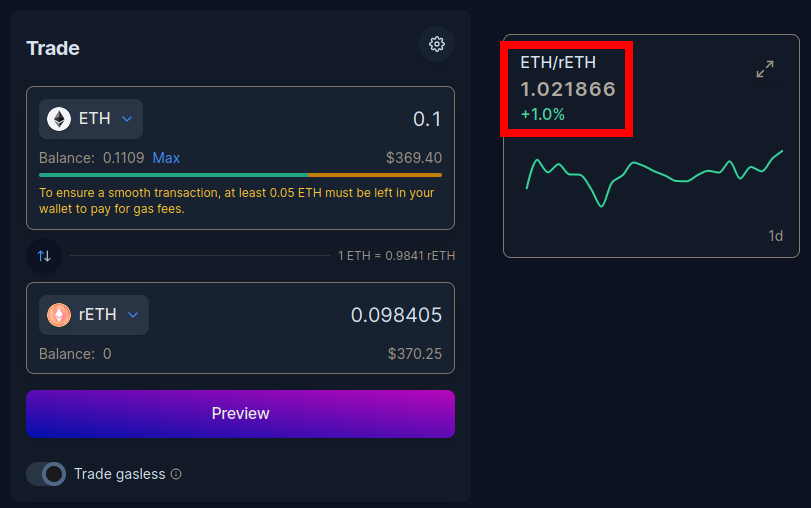 Trade
ETH
0.1
Balance: 0.1109 Max
$369.40
To ensure a smooth transaction, at least 0.05 ETH must be left in your
wallet to pay for gas fees.
1 ETH = 0.9841 rETH
rETH
0.098405
Balance: 0
$370.25
Preview
Trade gasless
ETH/rETH
1.021866
+1.0%
1d